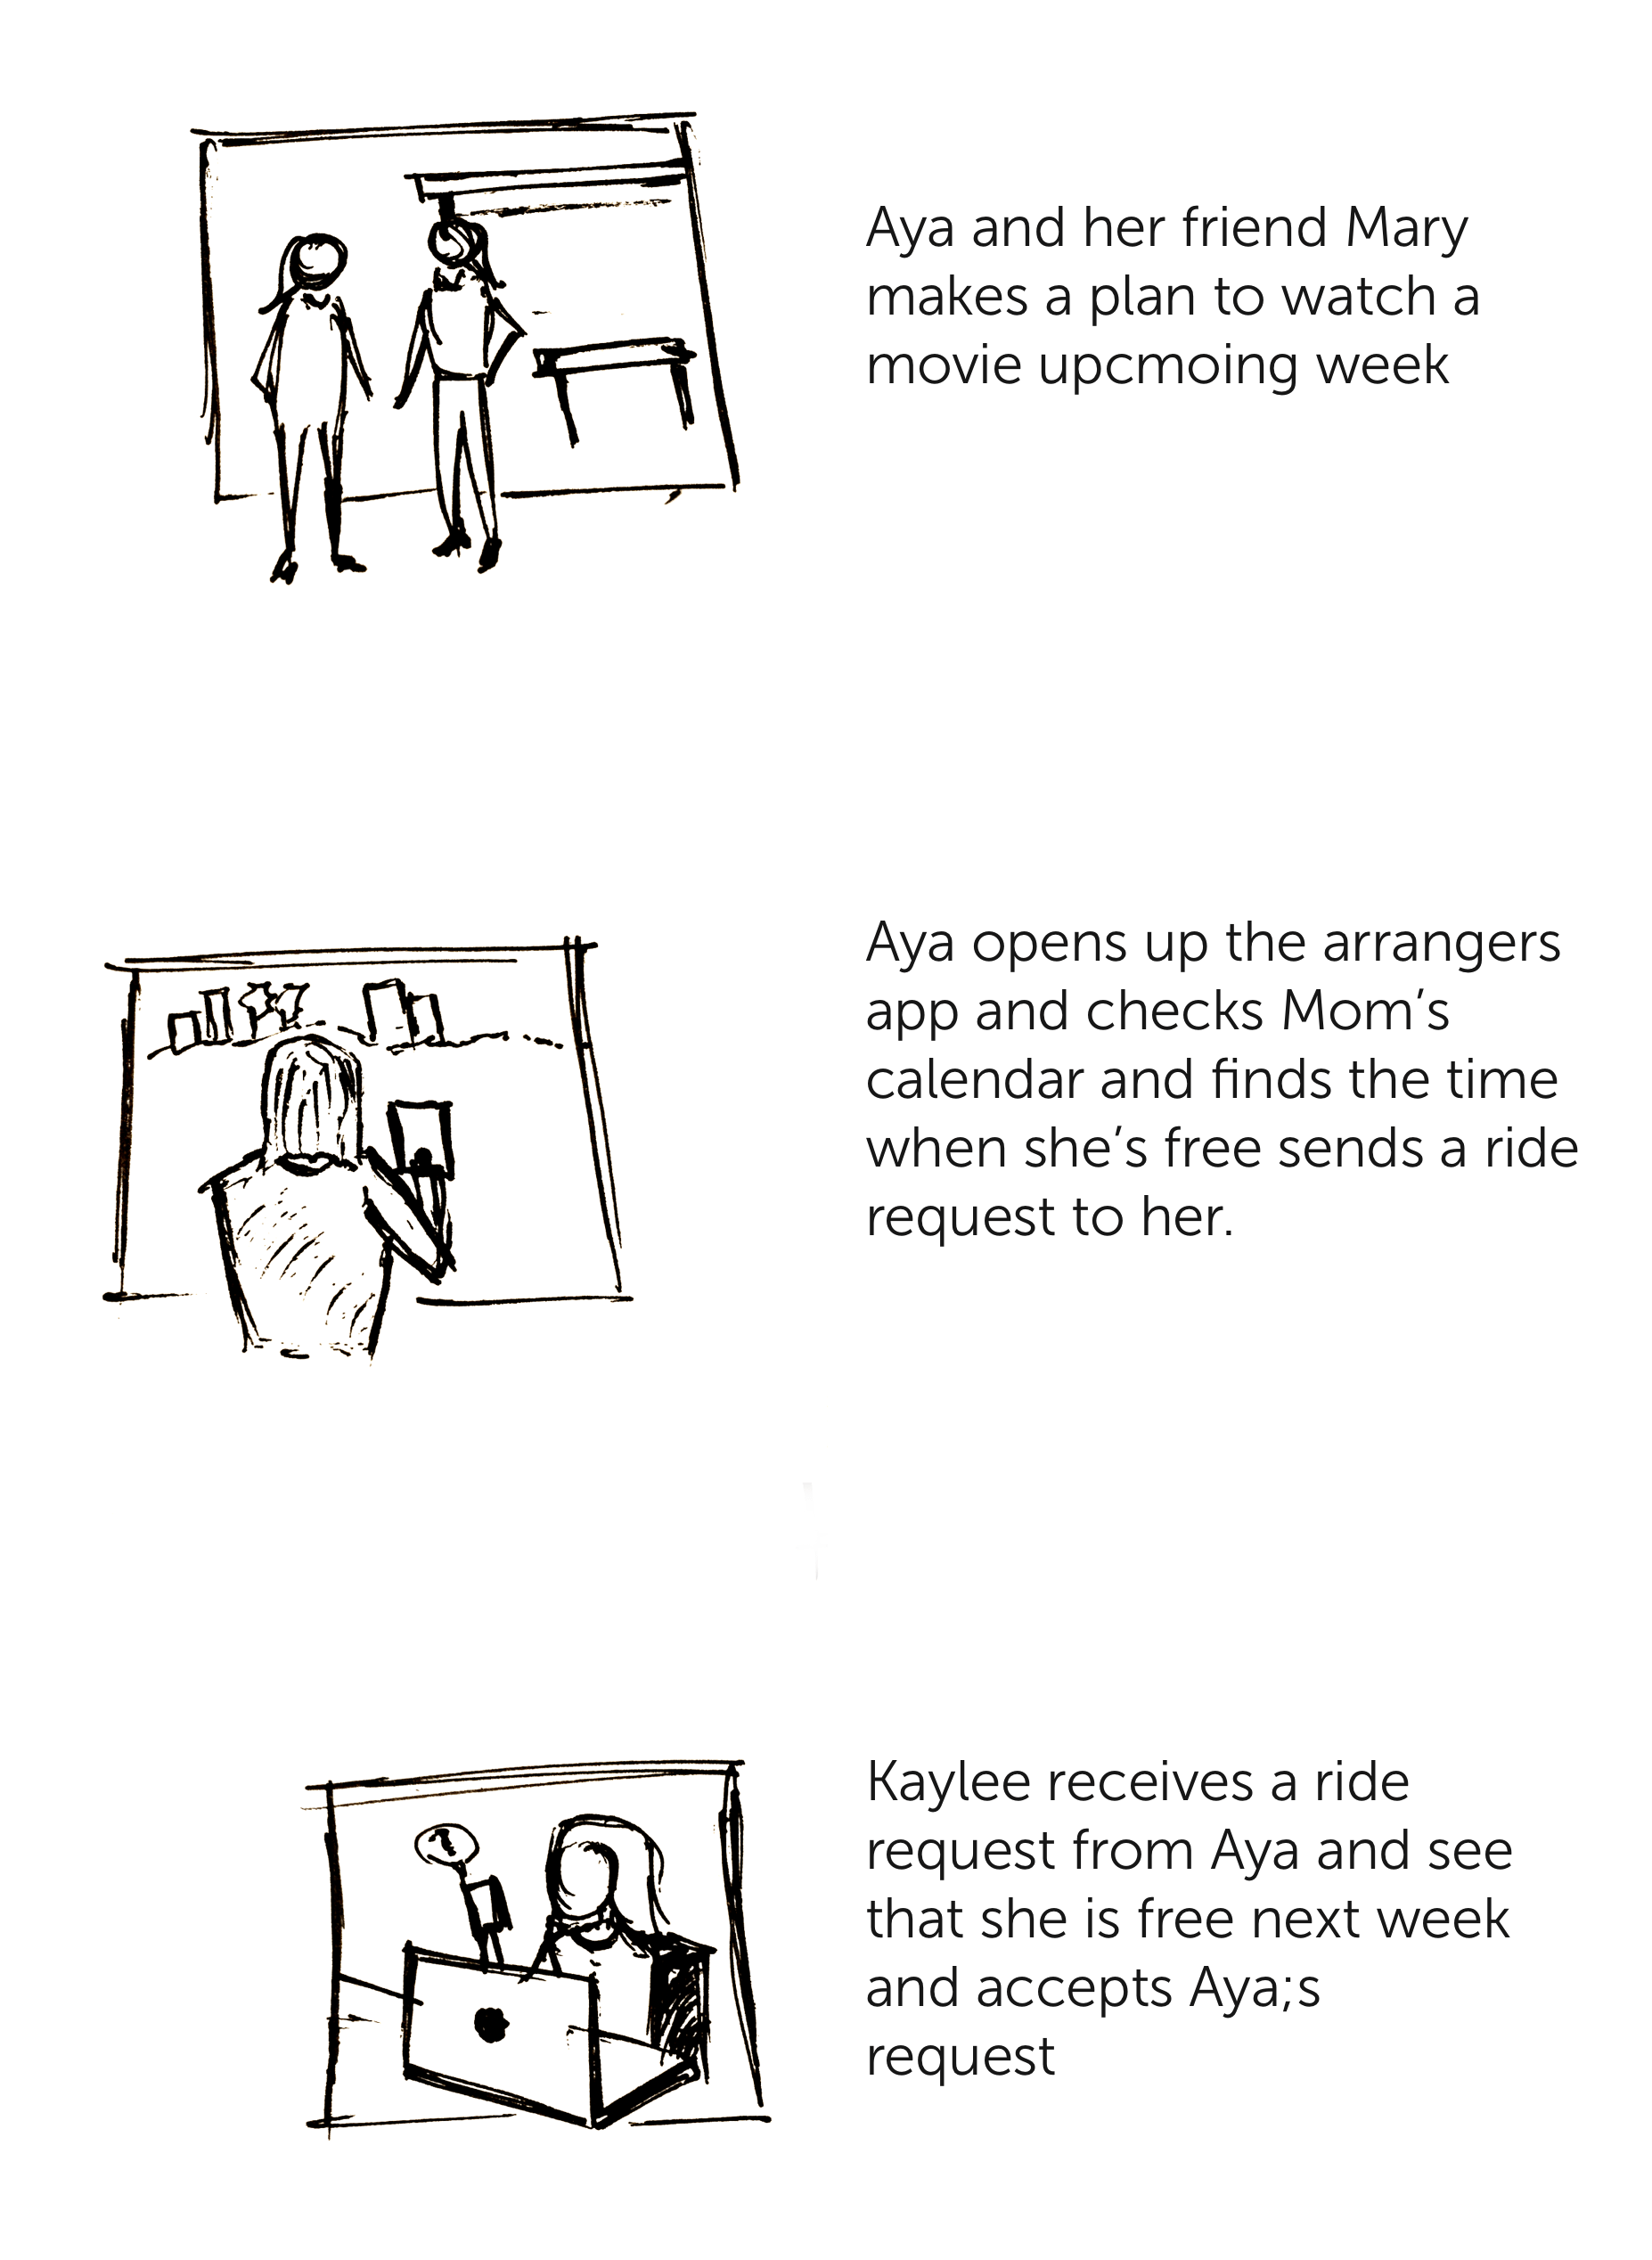 Aya and her friend Mary
makes a plan to watch a
movie upcmoing week
Aya opens up the arrangers
app and checks Mom’s
calendar and finds the time
when she’s free sends a ride
request to her.
Kaylee receives a ride
request from Aya and see
that she is free next week
and accepts Aya;s
request